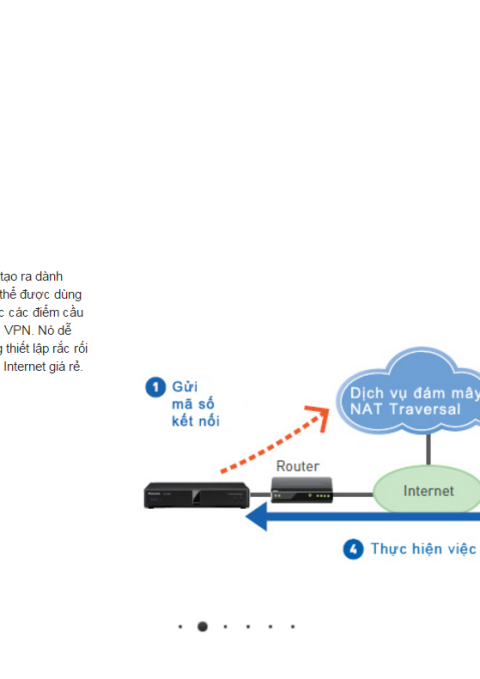 tạo ra dành
thể được dùng
c các điểm cầu
VPN. Nó dễ
g thiết lập rắc rối
Internet giá rẻ.
1 Gửi
mã số
kết nối
Dịch vụ đám mây
NAT Traversal
Router
Internet
4 Thực hiện việc